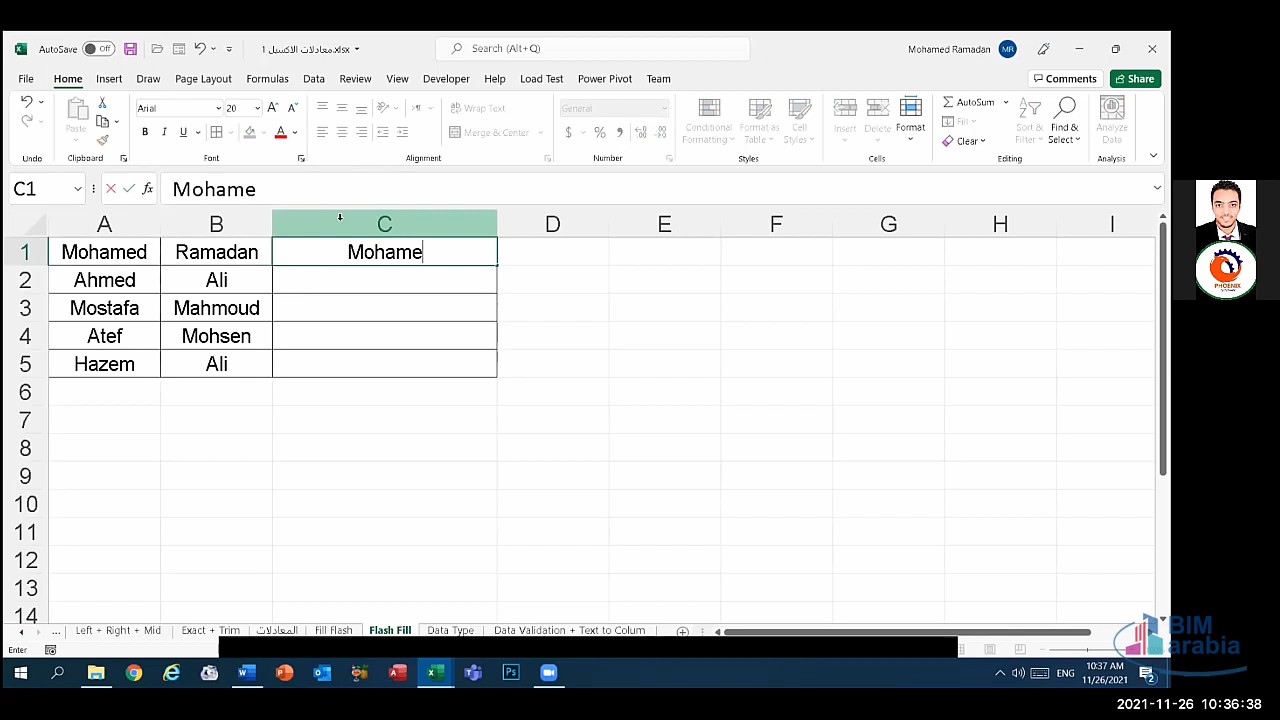 AutoSave Off معادلات الاكسيل 1.xlsx Search (Alt+Q) Mohamed Ramadan MR
File Home Insert Draw Page Layout Formulas Data Review View Developer Help Load Test Power Pivot Team Comments Share
Arial 20 Wrap Text General AutoSum
Paste Merge & Center Conditional Formatting Format as Table Cell Styles Insert Delete Format Fill Sort & Filter Find & Select Analyze Data
Clear
Undo Clipboard Font Alignment Number Styles Cells Editing Analysis
C1 fx Mohame
A B C D E F G H I
1 Mohamed Ramadan Mohame
2 Ahmed Ali
3 Mostafa Mahmoud
4 Atef Mohsen
5 Hazem Ali
6
7
8
9
10
11
12
13
14
... Left + Right + Mid Exact + Trim المعادلات Fill Flash Flash Fill Data Type Data Validation + Text to Colum
Enter
ENG 10:37 AM
11/26/2021 2
PHOENIX
BIM
arabia
2021-11-26 10:36:38